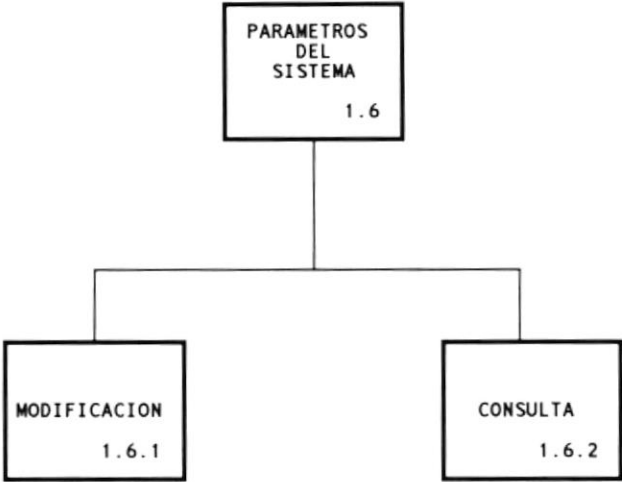 PARAMETROS
DEL
SISTEMA
1.6
MODIFICACION
1.6.1
CONSULTA
1.6.2